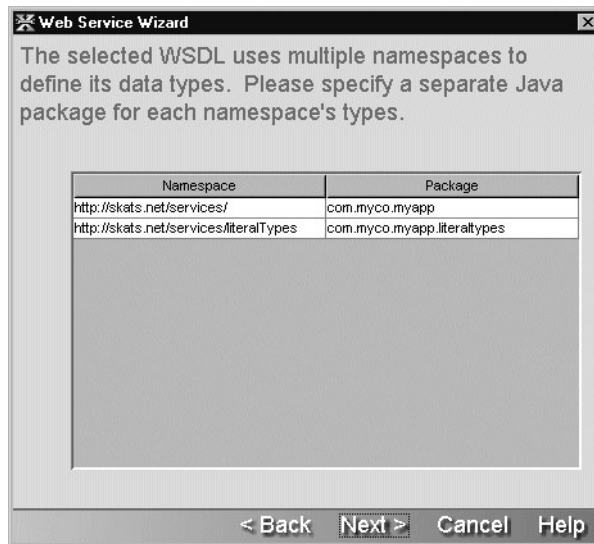 Web Service Wizard
The selected WSDL uses multiple namespaces to
define its data types. Please specify a separate Java
package for each namespace's types.
Namespace Package
http://skats.net/services/ com.myco.myapp
http://skats.net/services/literalTypes com.myco.myapp.literaltypes
< Back Next > Cancel Help